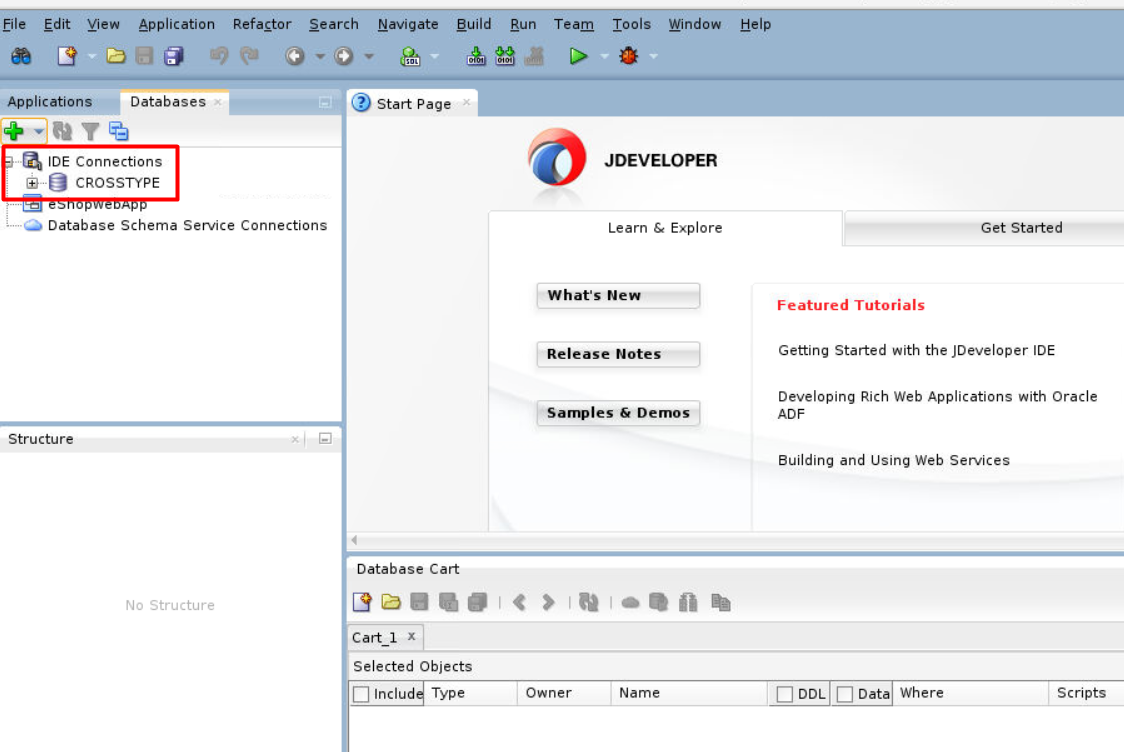 File Edit View Application Refactor Search Navigate Build Run Team Tools Window Help
Applications Databases
Start Page
IDE Connections
CROSSTYPE
eShopWebApp
Database Schema Service Connections
JDEVELOPER
Learn & Explore
Get Started
What's New
Release Notes
Samples & Demos
Featured Tutorials
Getting Started with the JDeveloper IDE
Developing Rich Web Applications with Oracle
ADF
Building and Using Web Services
Structure
No Structure
Database Cart
Cart_1
Selected Objects
Include Type Owner Name DDL Data Where Scripts